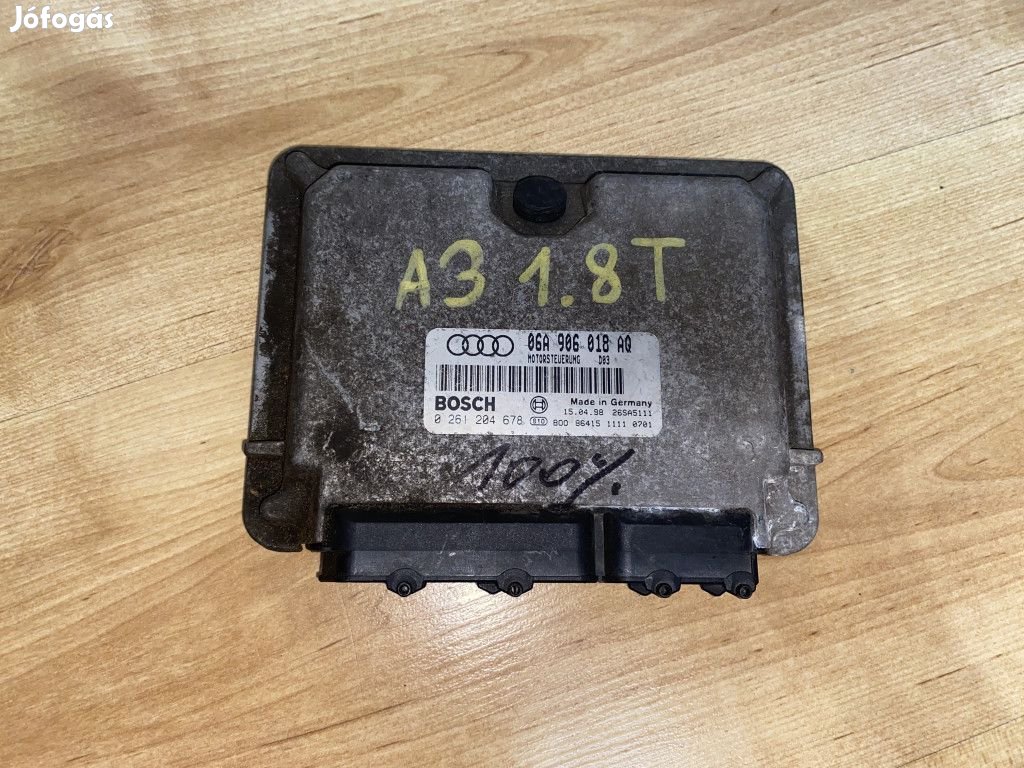 Jófogás
A3 1.8T
06A 906 018 AQ
MOTORSTEUERUNG D03
BOSCH
Made in Germany
15.04.98 26SA5111
0 261 204 678 BOO 86415 1111 0701
100%